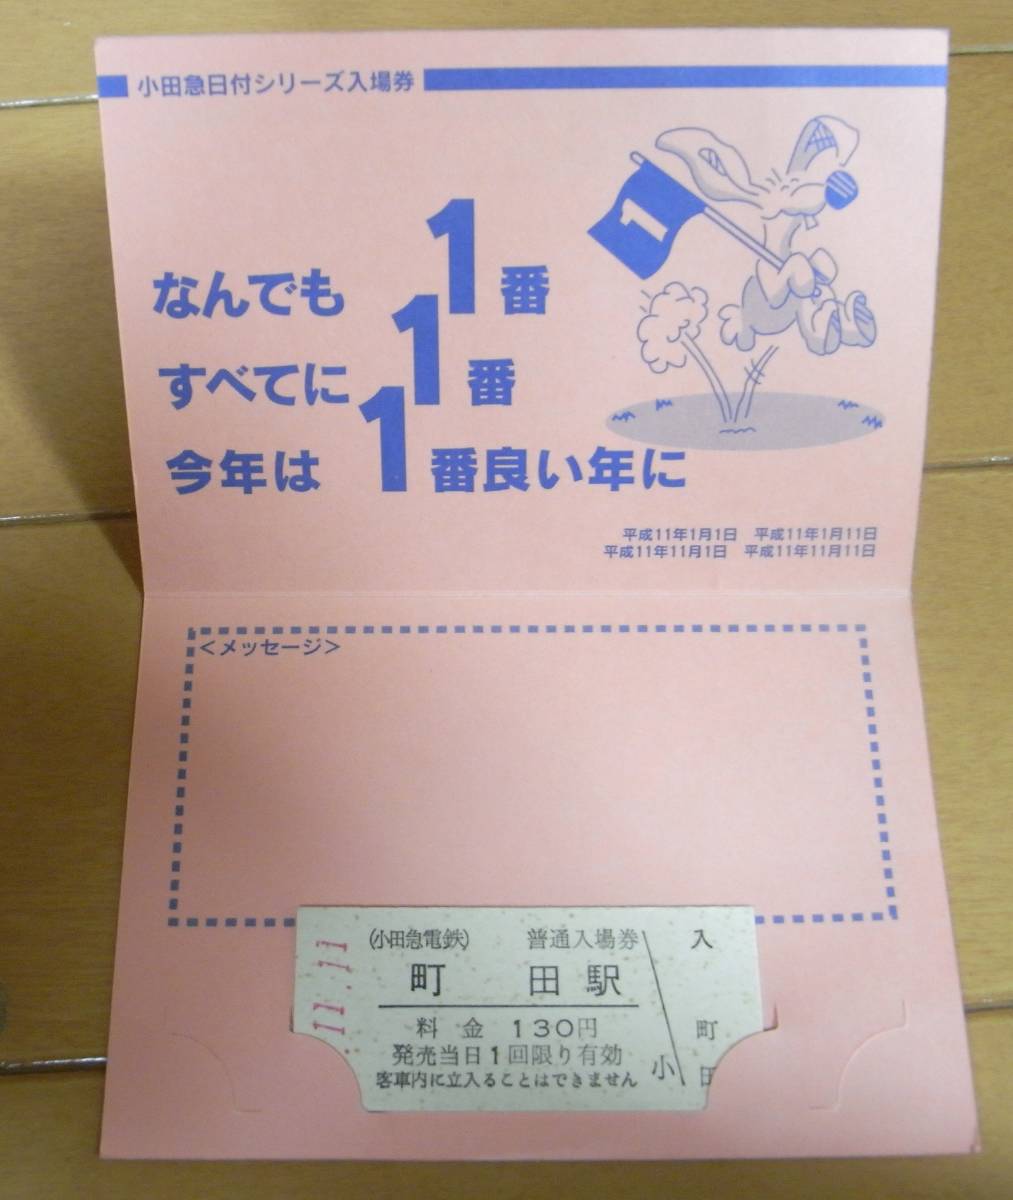 小田急日付シリーズ入場券
1
なんでも1番
すべてに1番
今年は1番良い年に
平成11年1月1日 平成11年1月11日
平成11年11月1日 平成11年11月11日
<メッセージ>
11.11
(小田急電鉄) 普通入場券
町田駅
料金 130円
発売当日1回限り有効
客車内に立入ることはできません
小
入
町
田